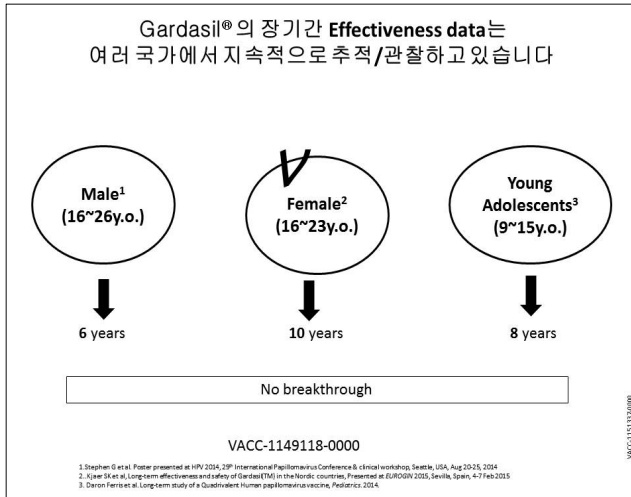 Gardasil® 의 장기간 Effectiveness data는
여러 국가에서 지속적으로 추적/관찰하고 있습니다
V
Male¹
(16~26y.o.)
Female²
(16~23y.o.)
Young
Adolescents³
(9~15y.o.)
6 years
10 years
8 years
No breakthrough
VACC-1149118-0000
1. Stephen G et al. Poster presented at HPV 2014, 29th International Papillomavirus Conference & clinical workshop, Seattle, USA, Aug 20-25, 2014
2. Kjaer SK et al, Long-term effectiveness and safety of Gardasil(TM) in the Nordic countries, Presented at EUROGIN 2015, Sevilla, Spain, 4-7 Feb 2015
3. Daron Ferris et al. Long-term study of a Quadrivalent Human papillomavirus vaccine, Pediatrics. 2014.
VACC-1151337-0000